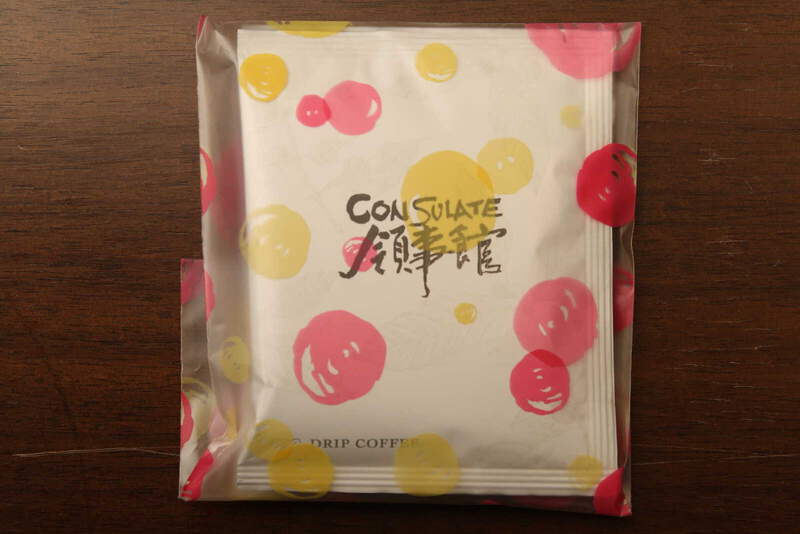 CONSULATE
領事館
DRIP COFFEE